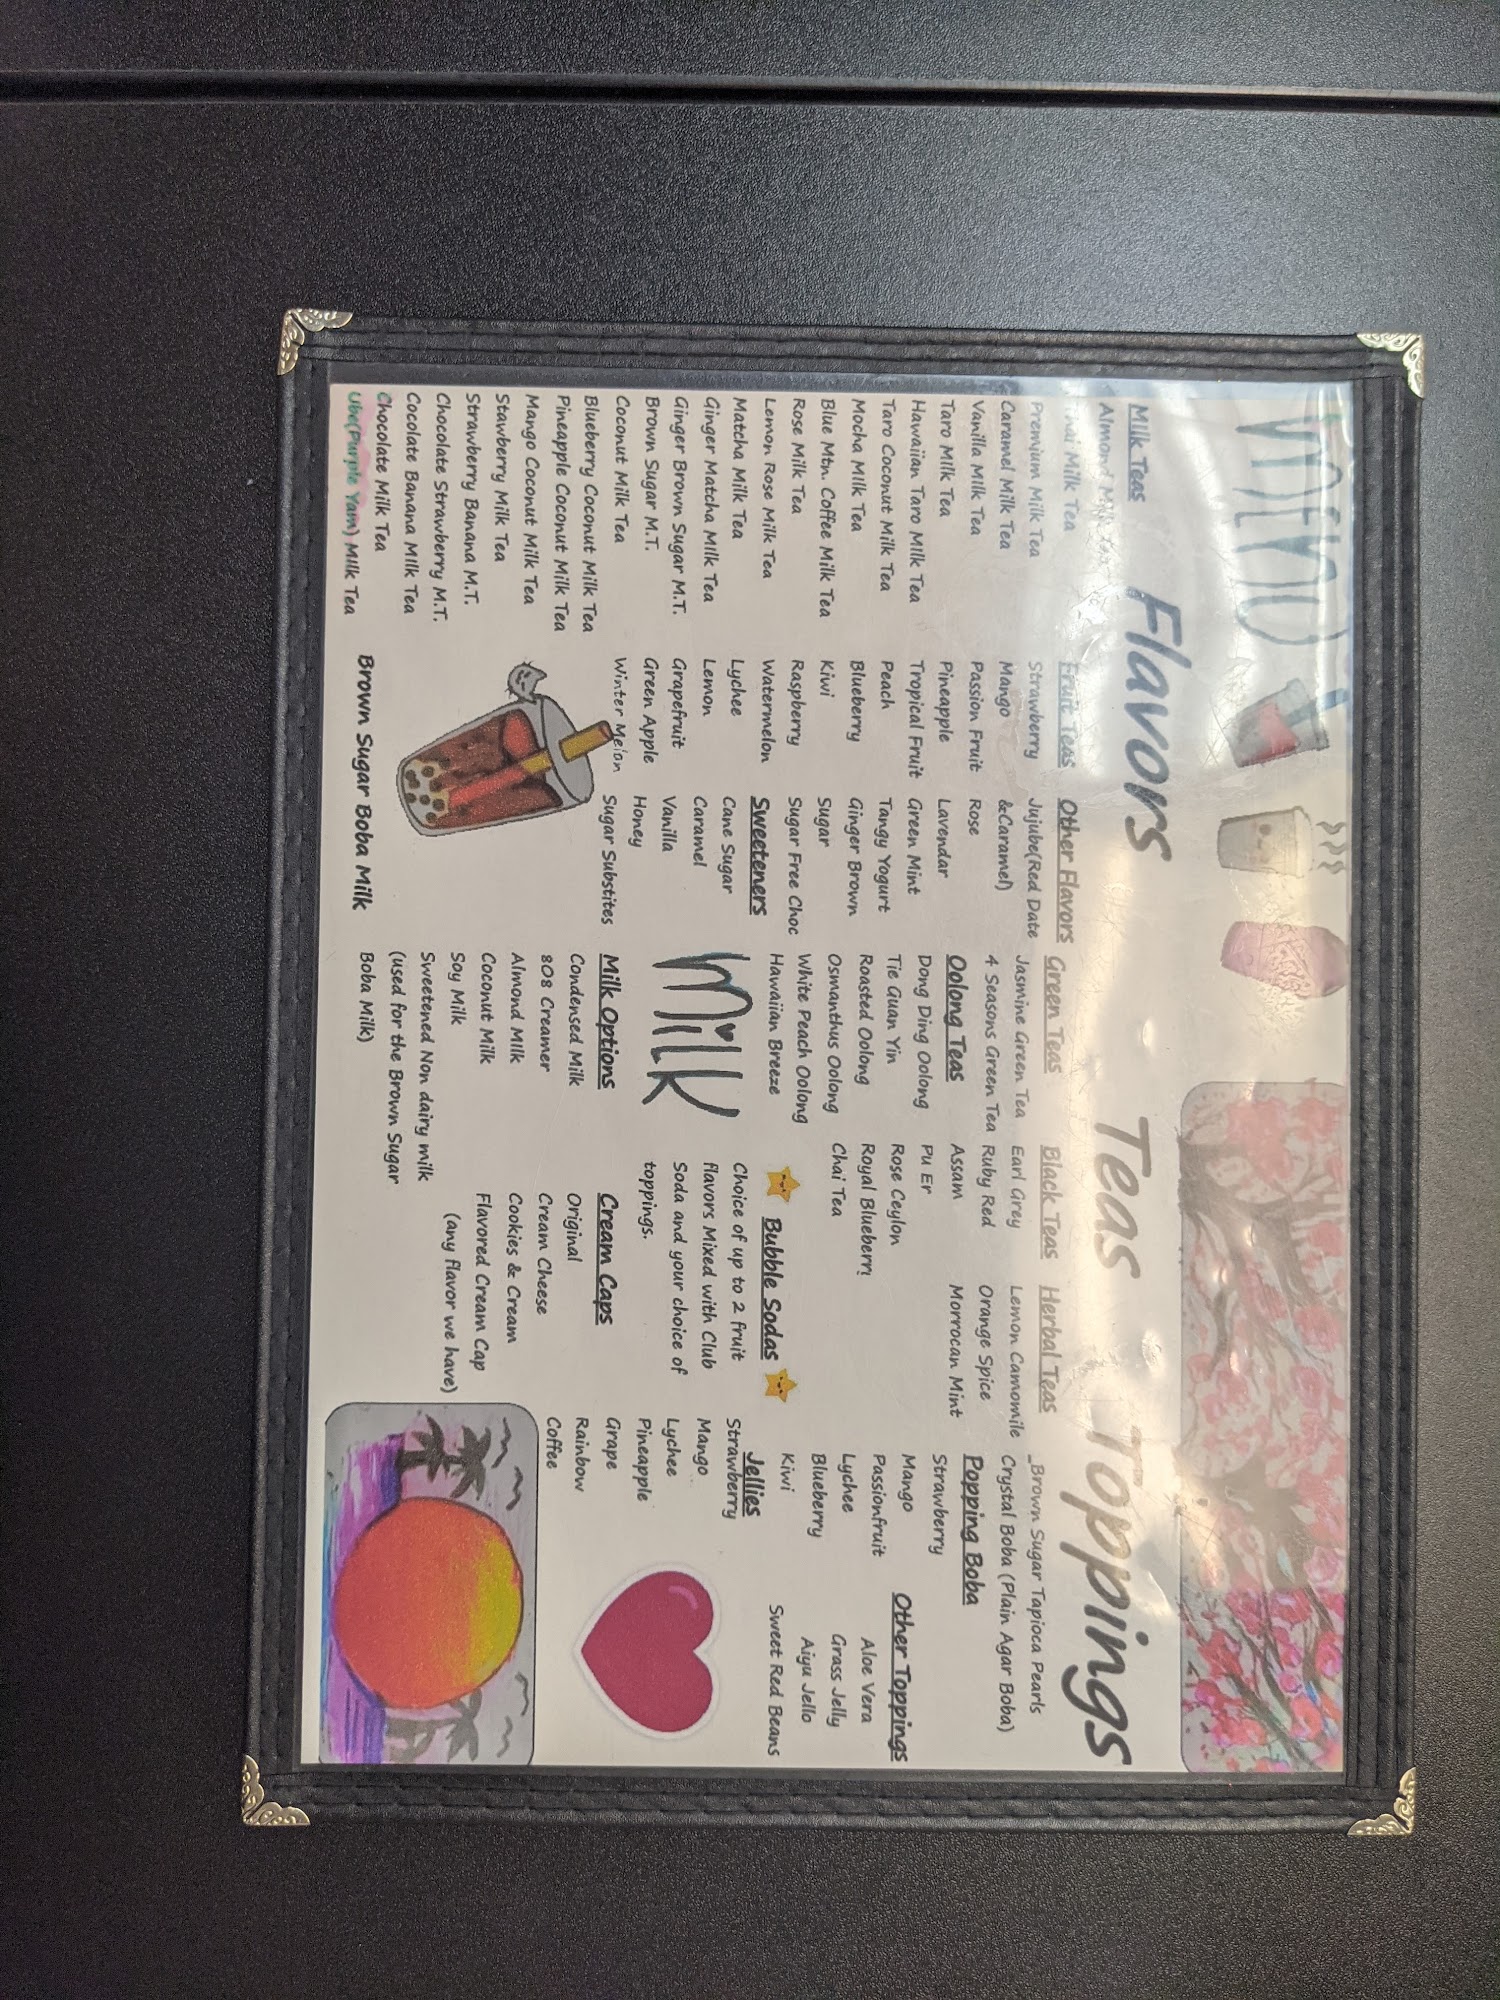 MENU
Flavors
Milk Teas
Almond Milk Tea
Thai Milk Tea
Premium Milk Tea
Caramel Milk Tea
Vanilla Milk Tea
Taro Milk Tea
Hawaiian Taro Milk Tea
Taro Coconut Milk Tea
Mocha Milk Tea
Blue Mtn. Coffee Milk Tea
Rose Milk Tea
Lemon Rose Milk Tea
Matcha Milk Tea
Ginger Matcha Milk Tea
Ginger Brown Sugar M.T.
Brown Sugar M.T.
Coconut Milk Tea
Blueberry Coconut Milk Tea
Pineapple Coconut Milk Tea
Mango Coconut Milk Tea
Stawberry Milk Tea
Strawberry Banana M.T.
Chocolate Strawberry M.T.
Cocolate Banana Milk Tea
Chocolate Milk Tea
Ube(Purple Yam) Milk Tea
Fruit Teas
Strawberry
Mango
Passion Fruit
Pineapple
Tropical Fruit
Peach
Blueberry
Kiwi
Raspberry
Watermelon
Lychee
Lemon
Grapefruit
Green Apple
Winter Melon
Brown Sugar Boba Milk
Other Flavors
Jujube(Red Date
&Caramel)
Rose
Lavendar
Green Mint
Tangy Yogurt
Ginger Brown
Sugar
Sugar Free Choc
Sweeteners
Cane Sugar
Caramel
Vanilla
Honey
Sugar Substites
Teas
Green Teas
Jasmine Green Tea
4 Seasons Green Tea
Oolong Teas
Dong Ding Oolong
Tie Guan Yin
Roasted Oolong
Osmanthus Oolong
White Peach Oolong
Hawaiian Breeze
Milk
Milk Options
Condensed Milk
808 Creamer
Almond Milk
Coconut Milk
Soy Milk
Sweetened Non dairy milk
(used for the Brown Sugar
Boba Milk)
Black Teas
Earl Grey
Ruby Red
Assam
Pu Er
Rose Ceylon
Royal Blueberr!
Chai Tea
Herbal Teas
Lemon Camomile
Orange Spice
Morrocan Mint
Bubble Sodas
Choice of up to 2 fruit
flavors Mixed with Club
Soda and your choice of
toppings.
Cream Caps
Original
Cream Cheese
Cookies & Cream
Flavored Cream Cap
(any flavor we have)
Toppings
_Brown Sugar Tapioca Pearls
Crystal Boba (Plain Agar Boba)
Popping Boba
Strawberry
Mango
Passionfruit
Lychee
Blueberry
Kiwi
Jellies
Strawberry
Mango
Lychee
Pineapple
Grape
Rainbow
Coffee
Other Toppings
Aloe Vera
Grass Jelly
Aiyu Jello
Sweet Red Beans